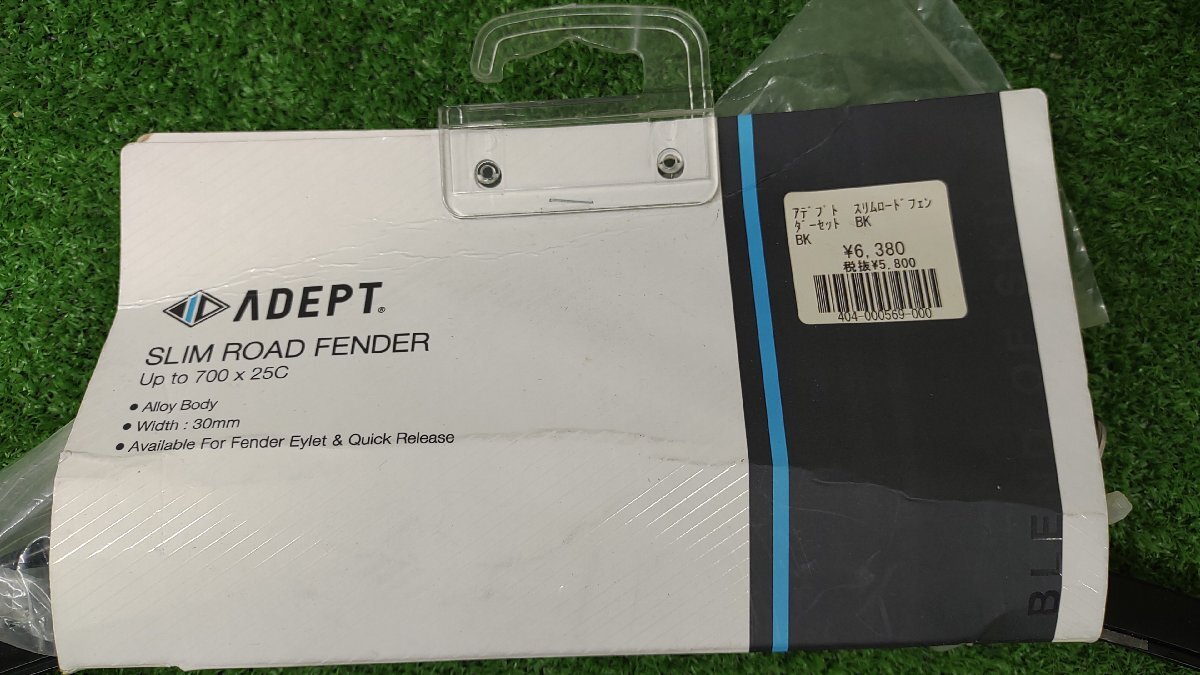 ADEPT®
SLIM ROAD FENDER
Up to 700 x 25C
● Alloy Body
● Width : 30mm
● Available For Fender Eylet & Quick Release
アデプト スリムロードフェン
ダーセット BK
BK
¥6,380
税抜¥5,800
404-000569-000
BLE
OF